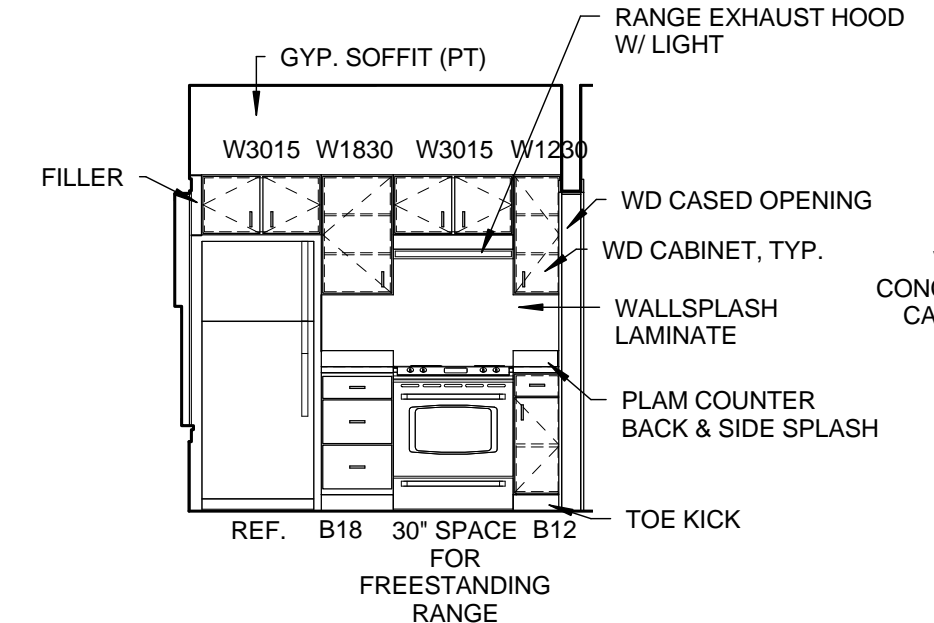 RANGE EXHAUST HOOD
W/ LIGHT
GYP. SOFFIT (PT)
W3015 W1830 W3015 W1230
FILLER
WD CASED OPENING
WD CABINET, TYP.
WALLSPLASH
LAMINATE
PLAM COUNTER
BACK & SIDE SPLASH
TOE KICK
REF. B18 30" SPACE B12
FOR
FREESTANDING
RANGE